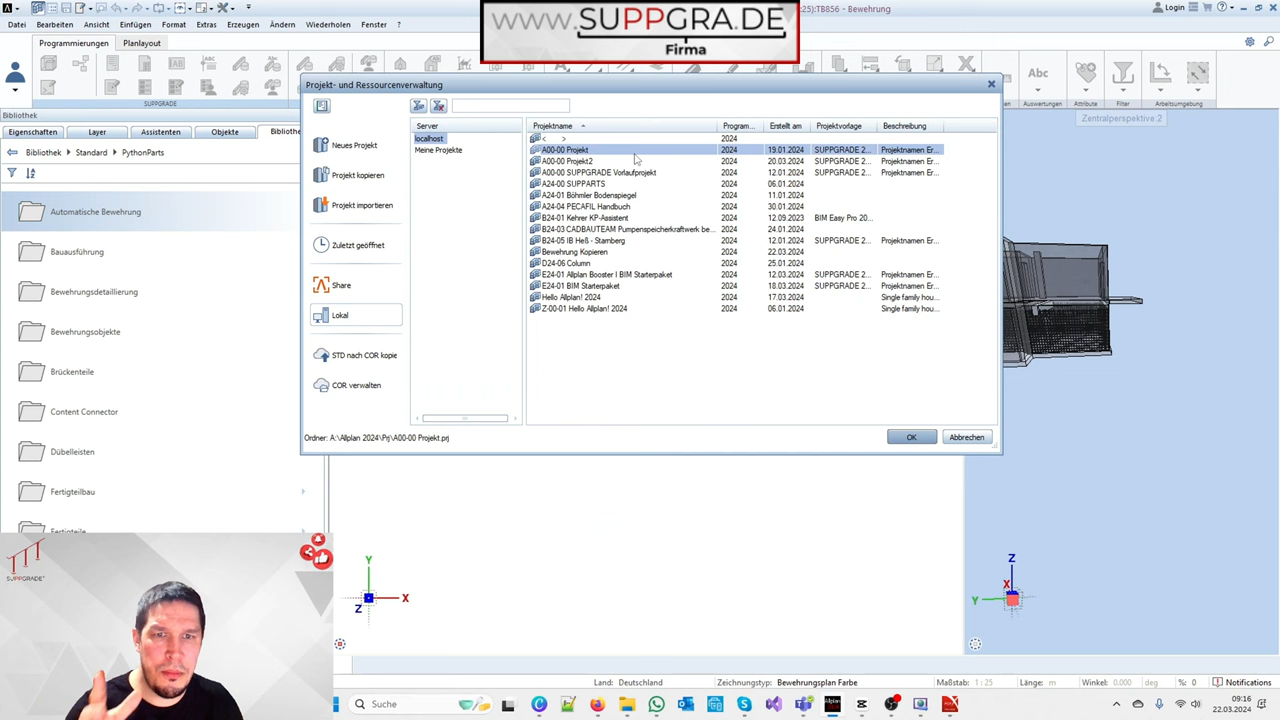 WWW.SUPPGRA.DE
Firma
25):TB856 - Bewehrung
Login
Datei
Bearbeiten
Ansicht
Einfügen
Format
Extras
Erzeugen
Ändern
Wiederholen
Fenster
?
Programmierungen
Planlayout
SUPPGRADE
Abc
Auswertungen
Attribute
Filter
Arbeitsumgebung
Bibliothek
Eigenschaften
Layer
Assistenten
Objekte
Bibliothe
Bibliothek
Standard
PythonParts
Automatische Bewehrung
Bauausführung
Bewehrungsdetaillierung
Bewehrungsobjekte
Brückenteile
Content Connector
Dübelleisten
Fertigteilbau
Fertigteile
Zentralperspektive:2
Projekt- und Ressourcenverwaltung
Neues Projekt
Projekt kopieren
Projekt importieren
Zuletzt geöffnet
Share
Lokal
STD nach COR kopie
COR verwalten
Server
localhost
Meine Projekte
Projektname Program... Erstellt am Projektvorlage Beschreibung
< > 2024
A00-00 Projekt 2024 19.01.2024 SUPPGRADE 2... Projektnamen Er...
A00-00 Projekt2 2024 20.03.2024 SUPPGRADE 2... Projektnamen Er...
A00-00 SUPPGRADE Vorlaufprojekt 2024 12.01.2024 SUPPGRADE 2... Projektnamen Er...
A24-00 SUPPARTS 2024 06.01.2024
A24-01 Böhmler Bodenspiegel 2024 11.01.2024
A24-04 PECAFIL Handbuch 2024 30.01.2024
B24-01 Kehrer KP-Assistent 2024 12.09.2023 BIM Easy Pro 20...
B24-03 CADBAUTEAM Pumpenspeicherkraftwerk be... 2024 24.01.2024
B24-05 IB Heß - Starnberg 2024 12.01.2024 SUPPGRADE 2... Projektnamen Er...
Bewehrung Kopieren 2024 22.03.2024
D24-06 Column 2024 25.01.2024
E24-01 Allplan Booster I BIM Starterpaket 2024 12.03.2024 SUPPGRADE 2... Projektnamen Er...
E24-01 BIM Starterpaket 2024 18.03.2024 SUPPGRADE 2... Projektnamen Er...
Hello Allplan! 2024 2024 17.03.2024 Single family hou...
Z-00-01 Hello Allplan! 2024 2024 06.01.2024 Single family hou...
Ordner: A:\Allplan 2024\Prj\A00-00 Projekt.prj
OK
Abbrechen
SUPPGRADE
Y
X
Z
Z
X
Y
Land: Deutschland
Zeichnungstyp: Bewehrungsplan Farbe
Maßstab: 1 : 25
Länge: m
Winkel: 0.000 deg
%: 0
Notifications
Suche
09:16
22.03.2024